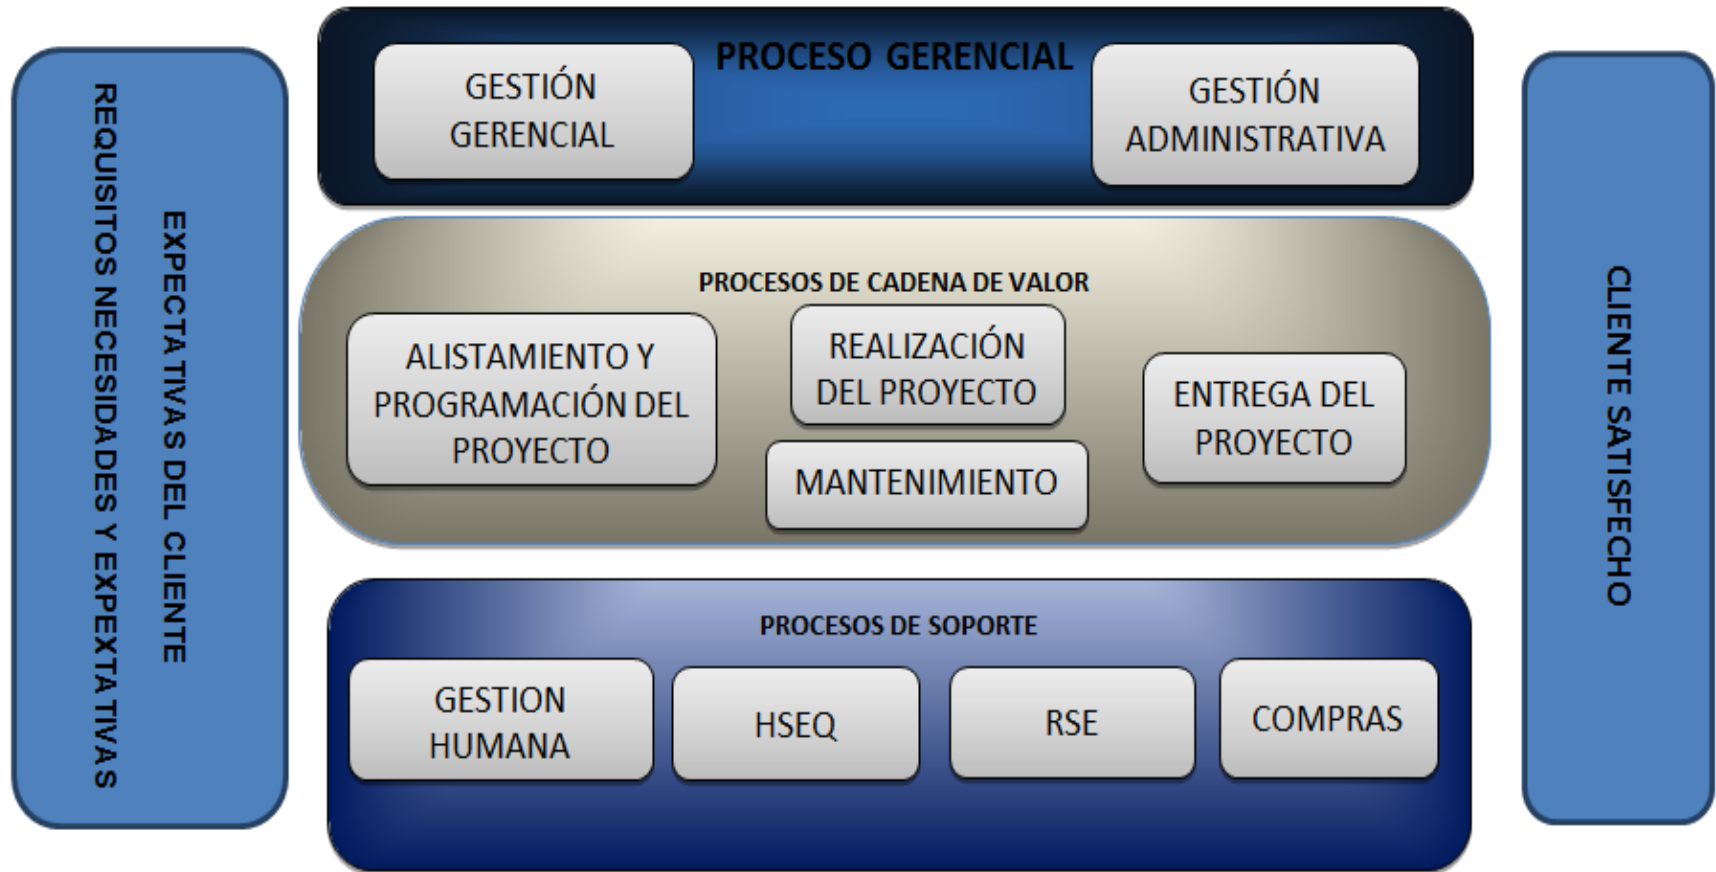 REQUISITOS NECESIDADES Y EXPEXTATIVAS
EXPECTATIVAS DEL CLIENTE
PROCESO GERENCIAL
GESTIÓN
GERENCIAL
GESTIÓN
ADMINISTRATIVA
PROCESOS DE CADENA DE VALOR
ALISTAMIENTO Y
PROGRAMACIÓN DEL
PROYECTO
REALIZACIÓN
DEL PROYECTO
MANTENIMIENTO
ENTREGA DEL
PROYECTO
PROCESOS DE SOPORTE
GESTION
HUMANA
HSEQ
RSE
COMPRAS
CLIENTE SATISFECHO